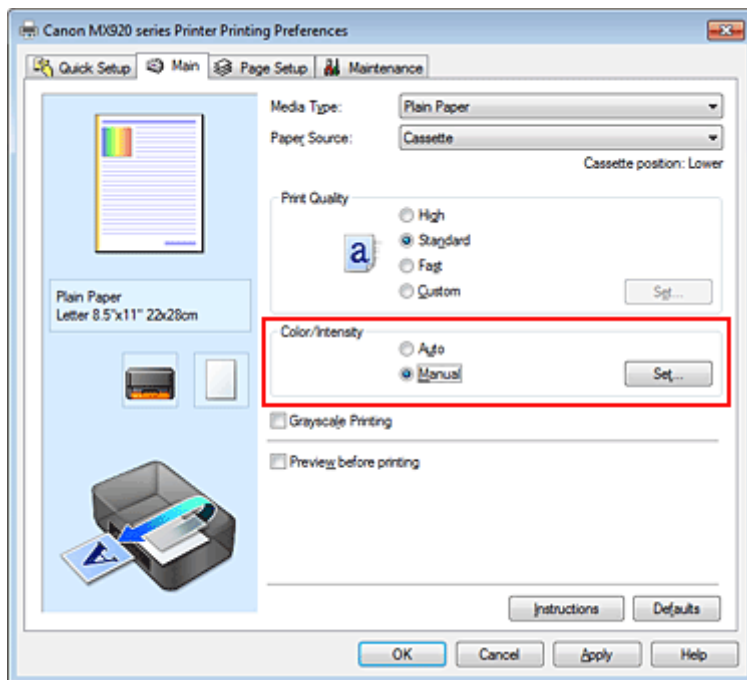 Canon MX920 series Printer Printing Preferences
Quick Setup Main Page Setup Maintenance
Media Type: Plain Paper
Paper Source: Cassette
Cassette position: Lower
Print Quality
High
a Standard
Fast
Custom Set...
Plain Paper
Letter 8.5"x11" 22x28cm
Color/Intensity
Auto
Manual Set...
Grayscale Printing
Preview before printing
A
Instructions Defaults
OK Cancel Apply Help